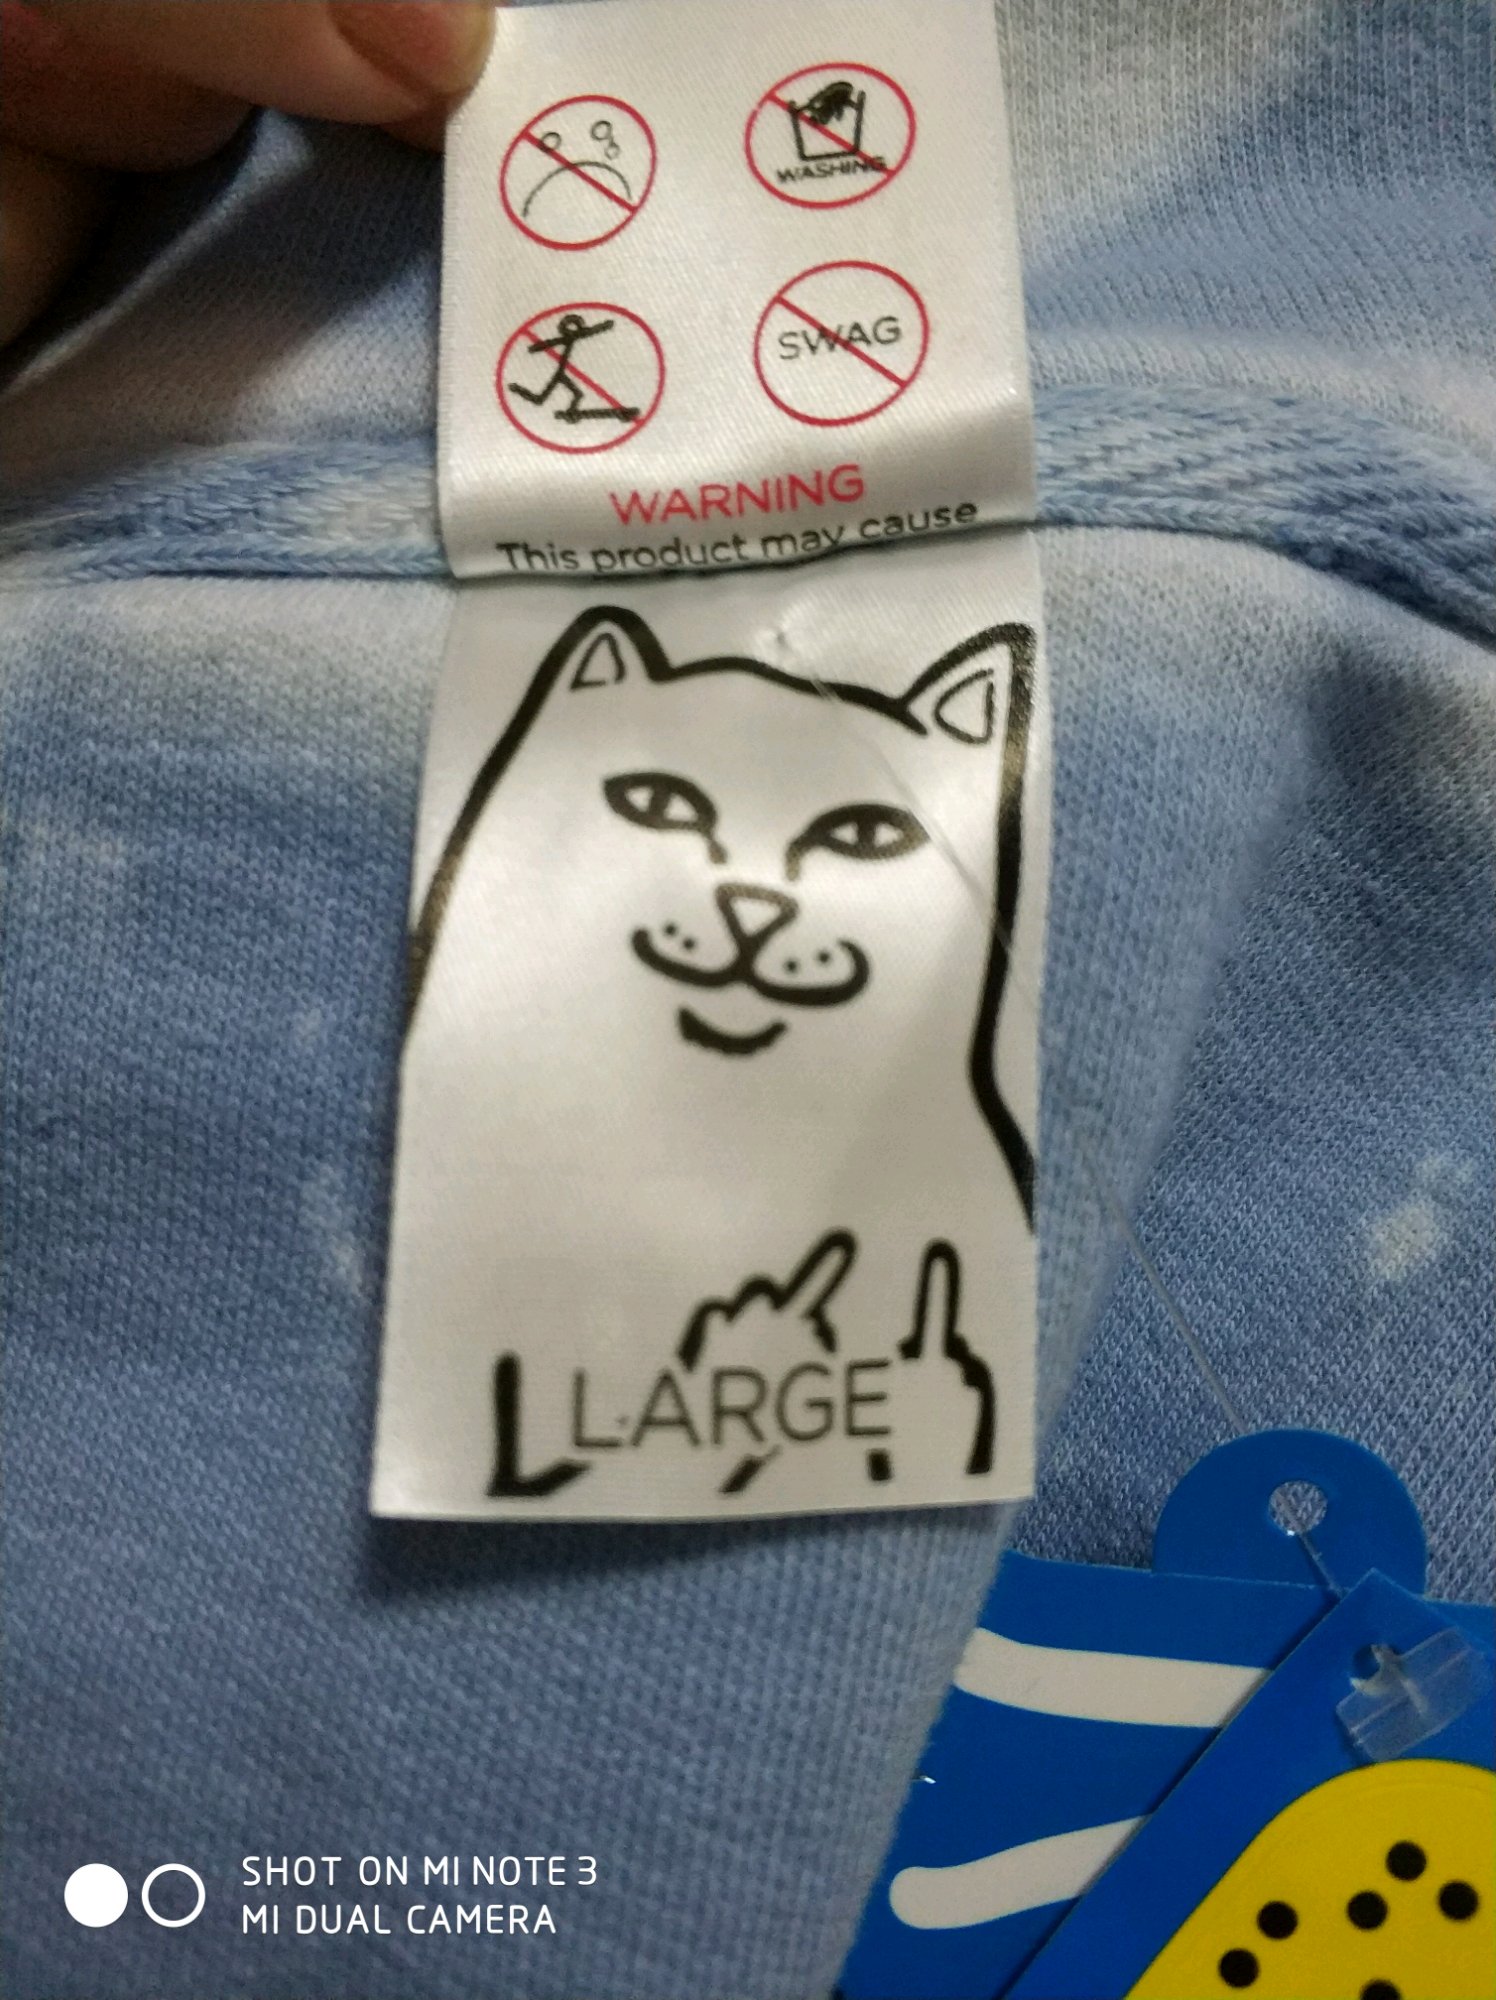 WASHING
SWAG
WARNING
This product may cause
LARGE
SHOT ON MI NOTE 3
MI DUAL CAMERA